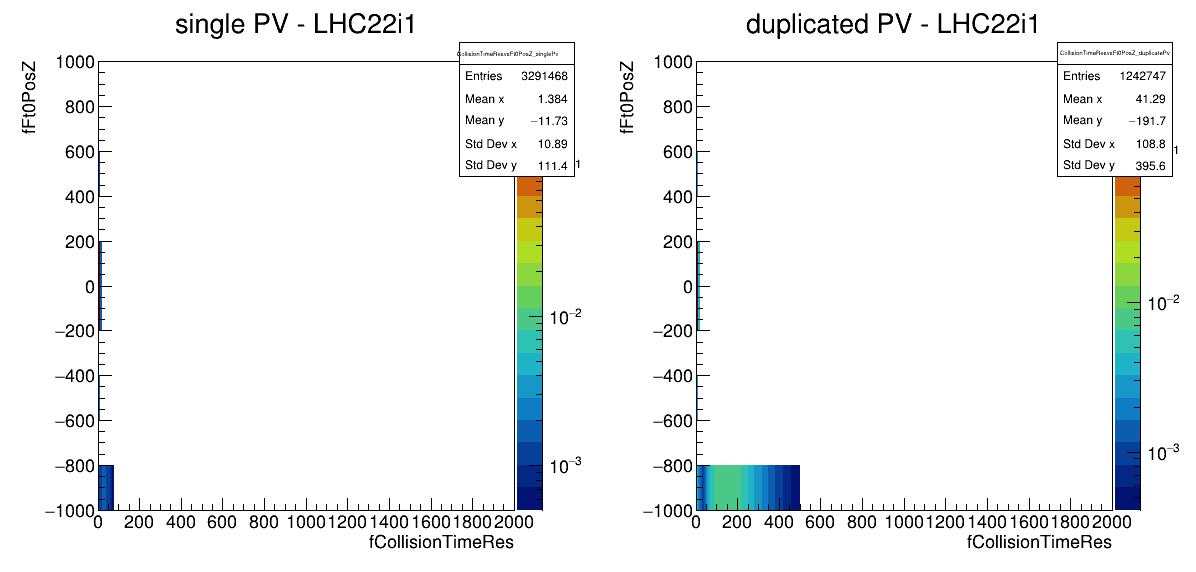 single PV - LHC22i1
CollisionTimeResvsFt0PosZ_singlePv
Entries 3291468
Mean x 1.384
Mean y −11.73
Std Dev x 10.89
Std Dev y 111.4
fFt0PosZ
1000
800
600
400
200
0
−200
−400
−600
−800
−1000
1
10−2
10−3
0 200 400 600 800 1000 1200 1400 1600 1800 2000
fCollisionTimeRes
duplicated PV - LHC22i1
CollisionTimeResvsFt0PosZ_duplicatePv
Entries 1242747
Mean x 41.29
Mean y −191.7
Std Dev x 108.8
Std Dev y 395.6
fFt0PosZ
1000
800
600
400
200
0
−200
−400
−600
−800
−1000
1
10−2
10−3
0 200 400 600 800 1000 1200 1400 1600 1800 2000
fCollisionTimeRes